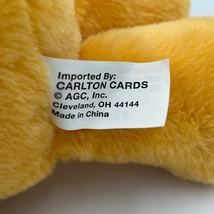 Imported By:
CARLTON CARDS
© AGC, Inc.
Cleveland, OH 44144
Made in China